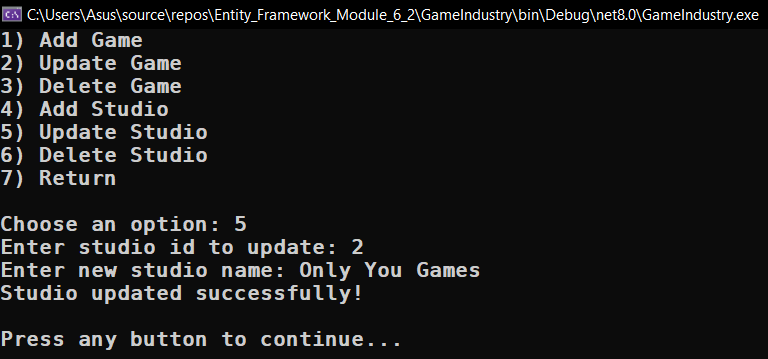 C:\Users\Asus\source\repos\Entity_Framework_Module_6_2\GameIndustry\bin\Debug\net8.0\GameIndustry.exe
1) Add Game
2) Update Game
3) Delete Game
4) Add Studio
5) Update Studio
6) Delete Studio
7) Return
Choose an option: 5
Enter studio id to update: 2
Enter new studio name: Only You Games
Studio updated successfully!
Press any button to continue...